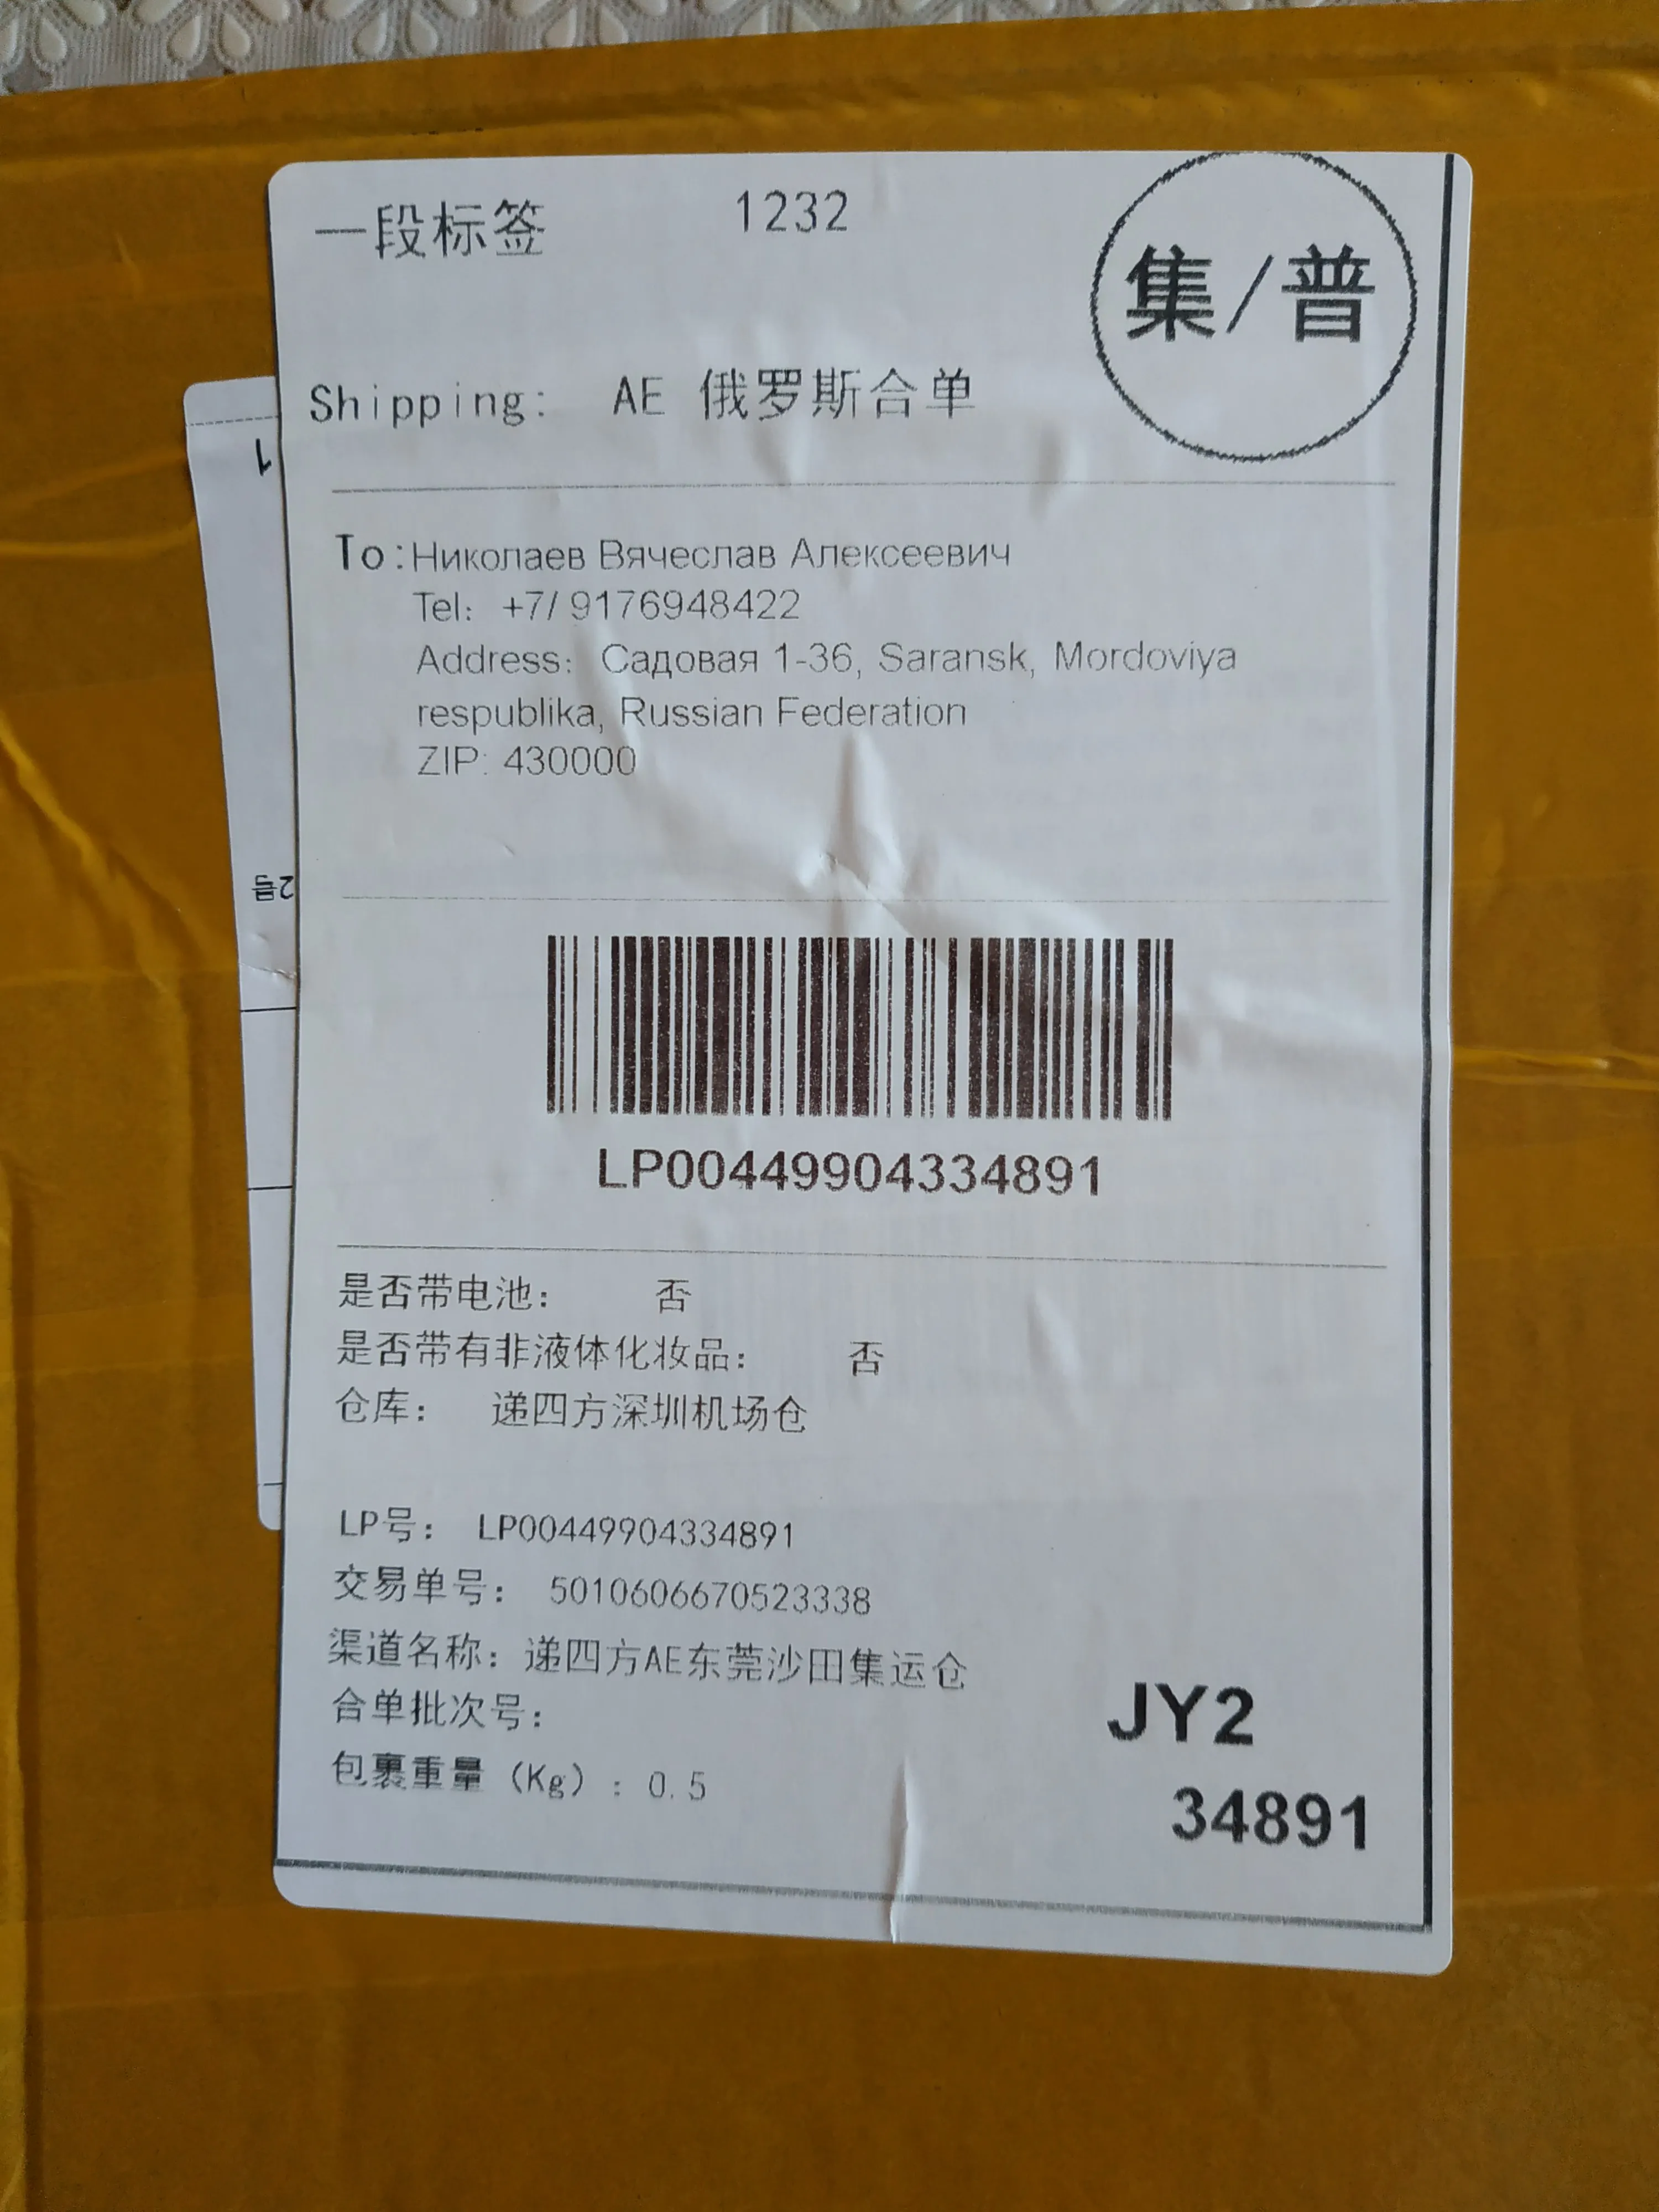 一段标签 1232
集/普
Shipping: AE 俄罗斯合单
To:Николаев Вячеслав Алексеевич
Tel: +7/ 9176948422
Address: Садовая 1-36, Saransk, Mordoviya
respublika, Russian Federation
ZIP: 430000
1
2号
LP00449904334891
是否带电池: 否
是否带有非液体化妆品: 否
仓库: 递四方深圳机场仓
LP号: LP00449904334891
交易单号: 5010606670523338
渠道名称: 递四方AE东莞沙田集运仓
合单批次号:
包裹重量 (Kg) : 0.5
JY2
34891